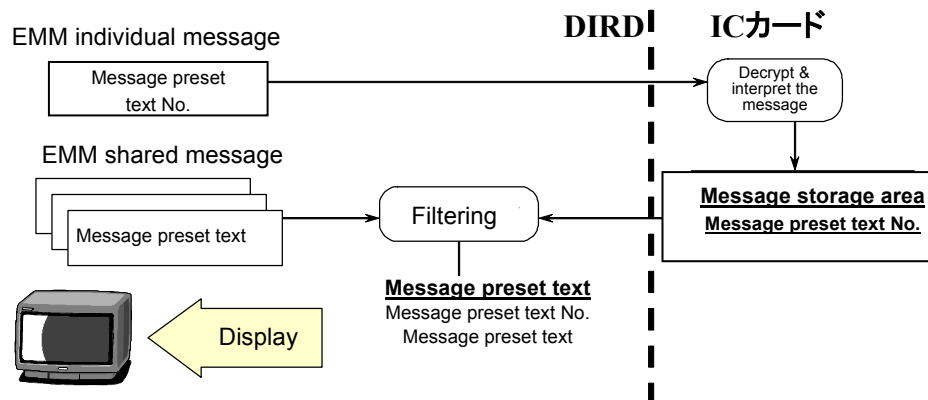 DIRD
ICカード
EMM individual message
Message preset
text No.
Decrypt &
interpret the
message
EMM shared message
Message preset text
Filtering
Message storage area
Message preset text No.
Message preset text
Message preset text No.
Message preset text
Display